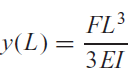 y(L) = FL³ / 3EI